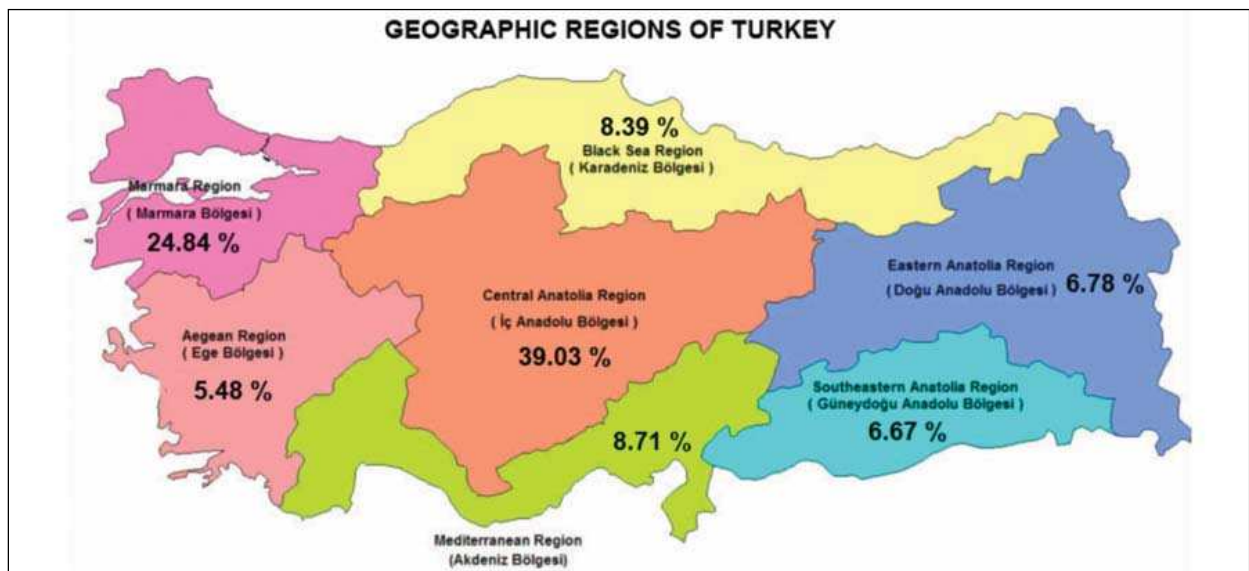 GEOGRAPHIC REGIONS OF TURKEY
8.39 %
Black Sea Region
( Karadeniz Bölgesi )
Marmara Region
( Marmara Bölgesi )
24.84 %
Eastern Anatolia Region
( Doğu Anadolu Bölgesi )
6.78 %
Central Anatolia Region
( İç Anadolu Bölgesi )
39.03 %
Aegean Region
( Ege Bölgesi )
5.48 %
Southeastern Anatolia Region
( Güneydoğu Anadolu Bölgesi )
6.67 %
8.71 %
Mediterranean Region
(Akdeniz Bölgesi)